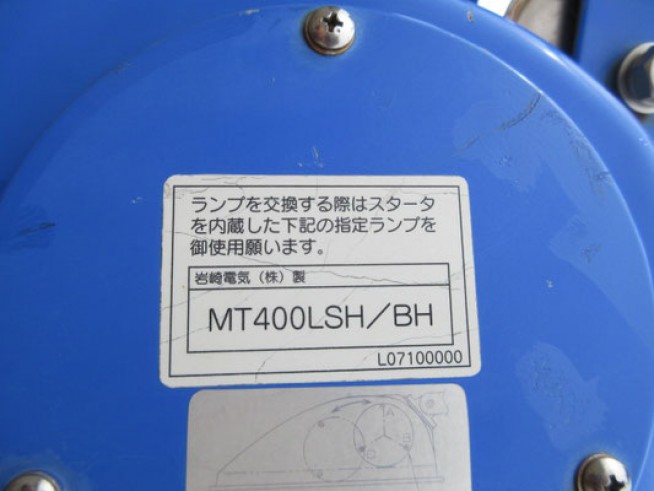 ランプを交換する際はスタータ
を内蔵した下記の指定ランプを
御使用願います。
岩崎電気（株）製
MT400LSH／BH
L07100000
A
B
C